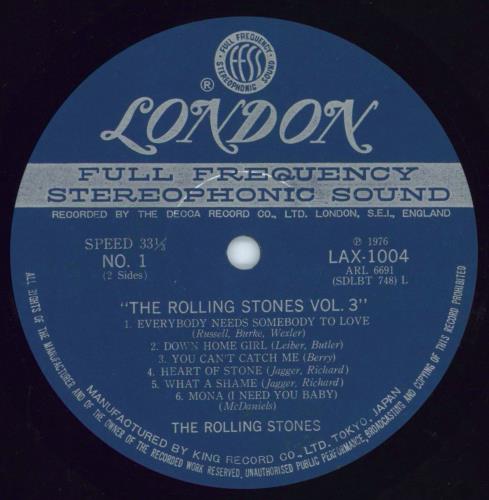 FULL FREQUENCY
FFSS
STEREOPHONIC SOUND
®
LONDON
FULL FREQUENCY
STEREOPHONIC SOUND
RECORDED BY THE DECCA RECORD CO., LTD. LONDON, S.E.I., ENGLAND
SPEED 33⅓
NO. 1
(2 Sides)
℗ 1976
LAX-1004
ARL 6691
(SDLBT 748) L
"THE ROLLING STONES VOL. 3"
1. EVERYBODY NEEDS SOMEBODY TO LOVE
(Russell, Burke, Wexler)
2. DOWN HOME GIRL (Leiber, Butler)
3. YOU CAN'T CATCH ME (Berry)
4. HEART OF STONE (Jagger, Richard)
5. WHAT A SHAME (Jagger, Richard)
6. MONA (I NEED YOU BABY)
(McDaniels)
THE ROLLING STONES
MANUFACTURED BY KING RECORD CO., LTD. TOKYO, JAPAN
ALL RIGHTS OF THE MANUFACTURER AND OF THE OWNER OF THE RECORDED WORK RESERVED. UNAUTHORISED PUBLIC PERFORMANCE, BROADCASTING AND COPYING OF THIS RECORD PROHIBITED